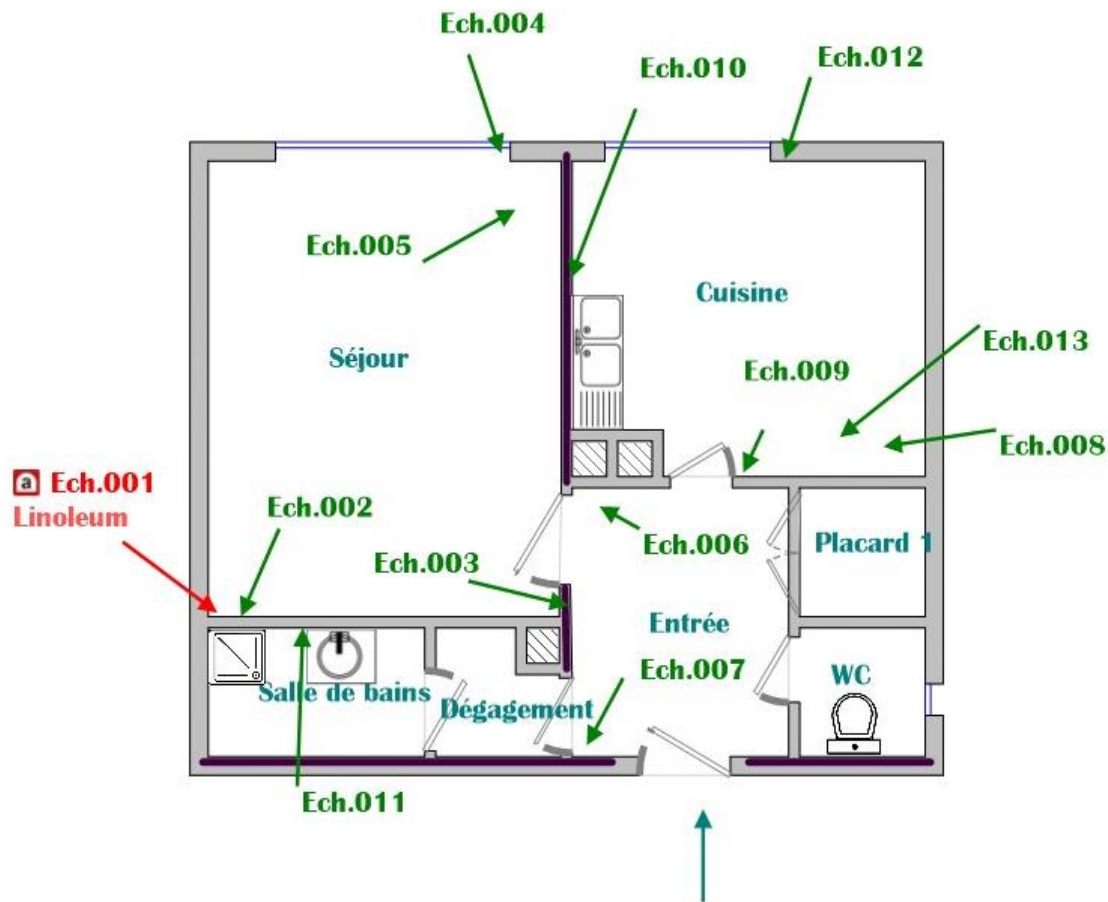 Ech.004
Ech.010
Ech.012
Ech.005
Cuisine
Séjour
Ech.013
Ech.009
Ech.008
a Ech.001
Linoleum
Ech.002
Ech.003
Ech.006
Placard 1
Entrée
Ech.007
WC
Salle de bains
Dégagement
Ech.011